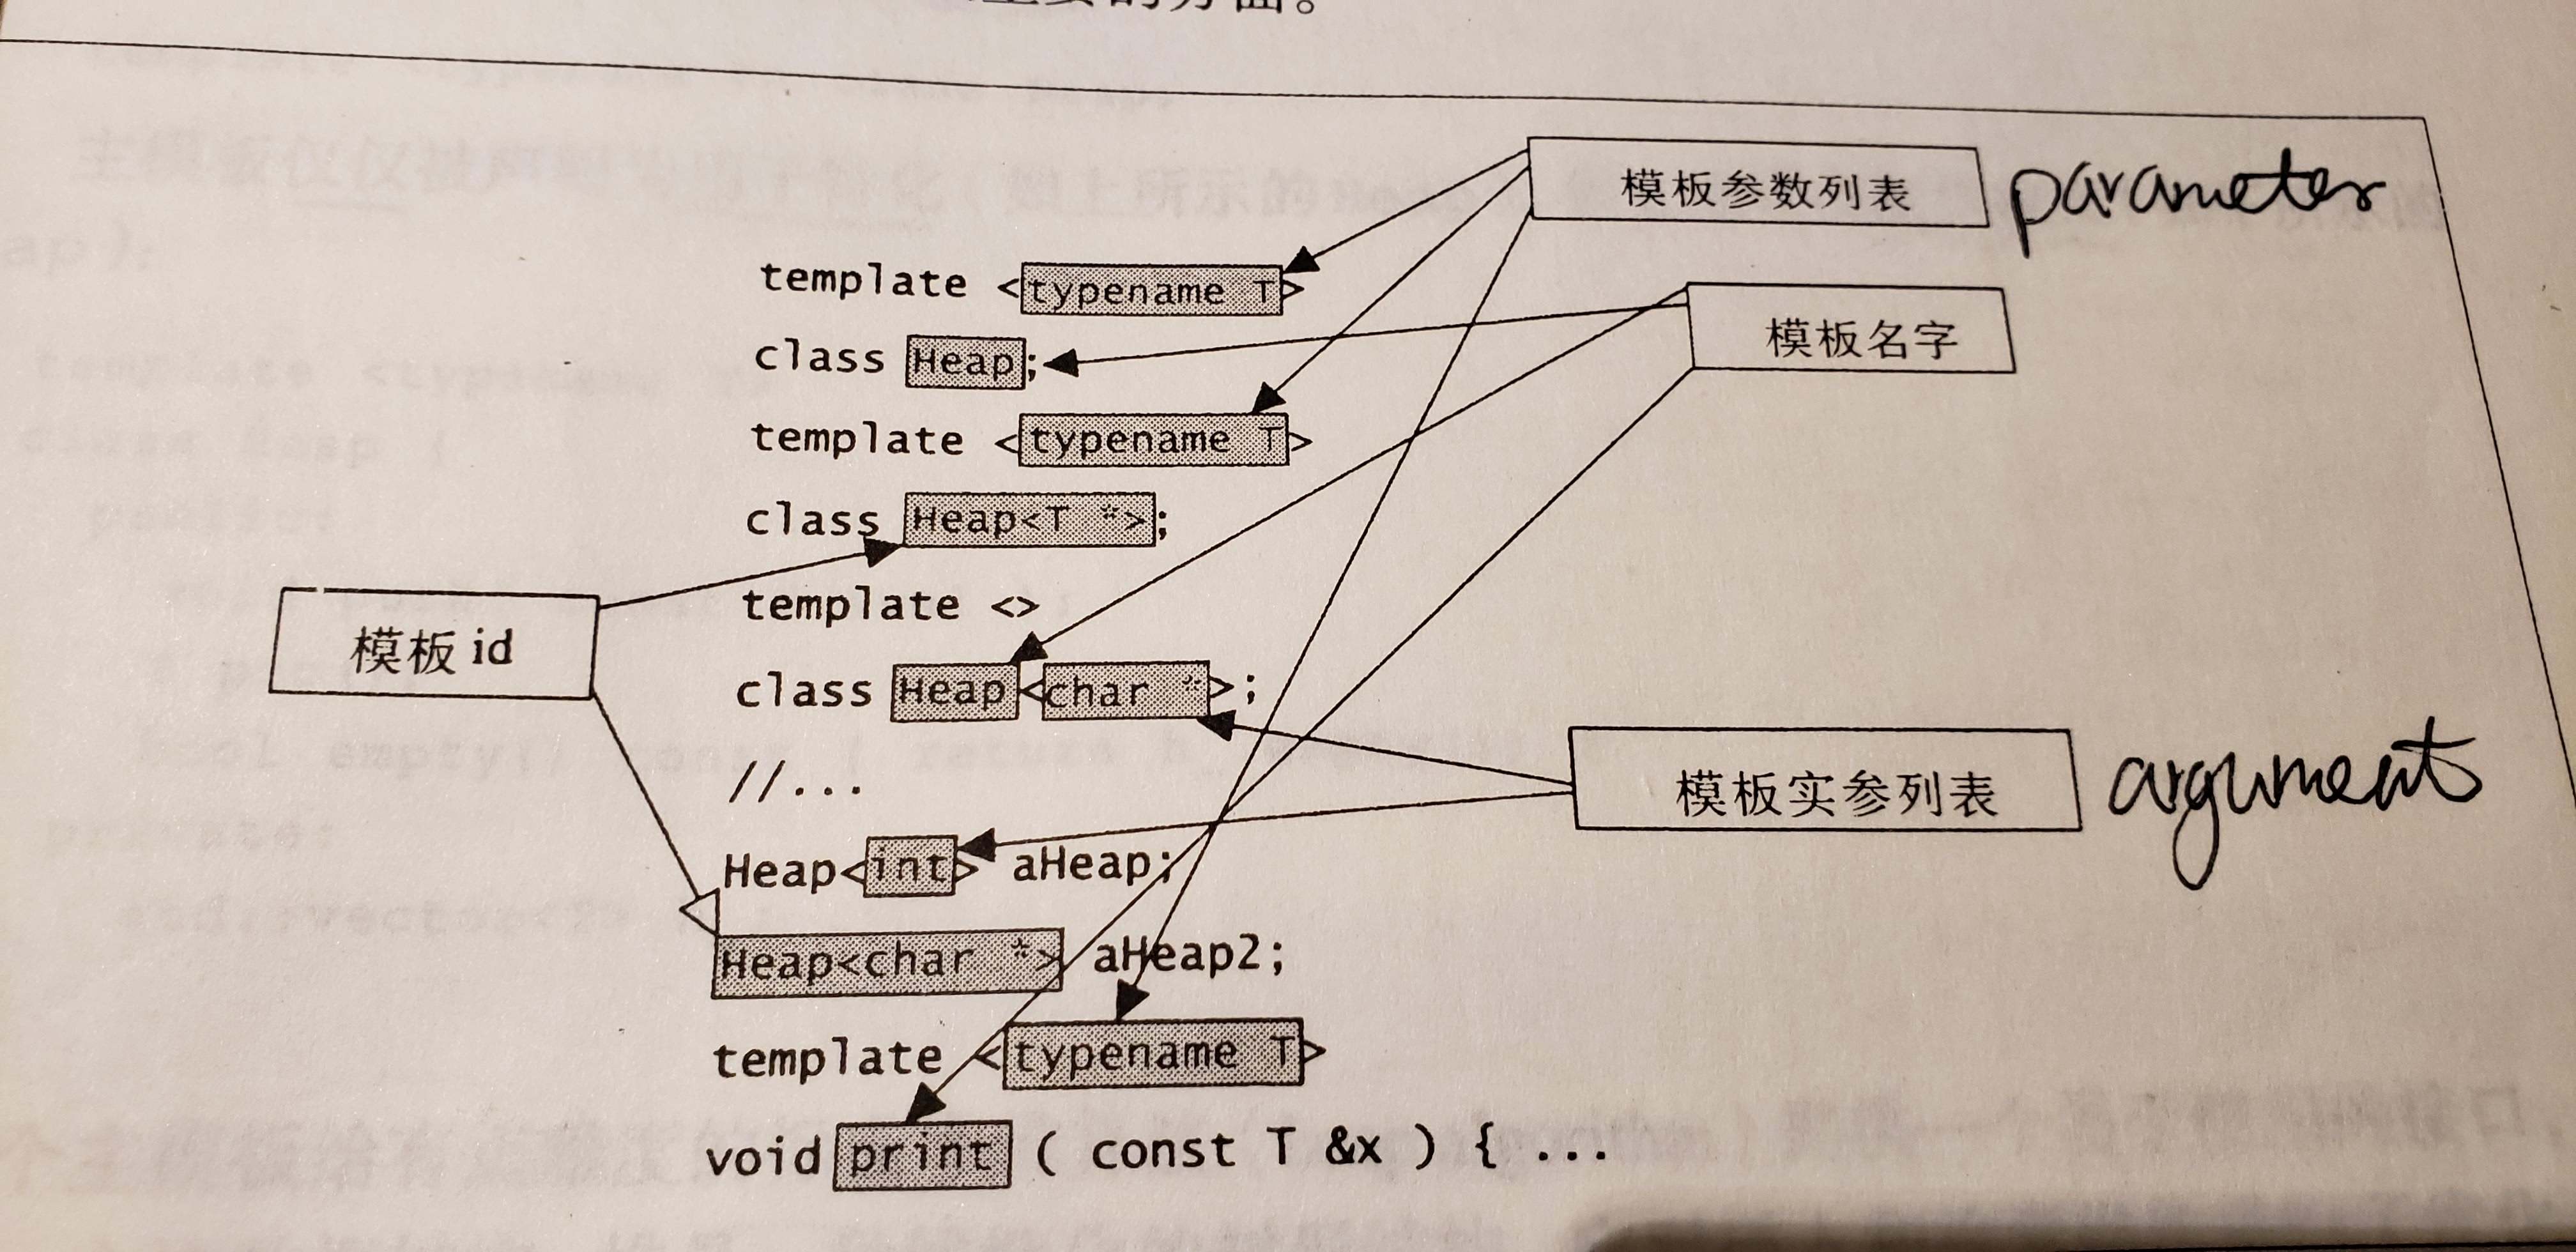 模板参数列表 parameter
template <typename T>
class Heap;
模板名字
template <typename T>
class Heap<T *>;
模板 id
template <>
class Heap<char *>;
//...
模板实参列表 argument
Heap<int> aHeap;
Heap<char *> aHeap2;
template <typename T>
void print ( const T &x ) { ...